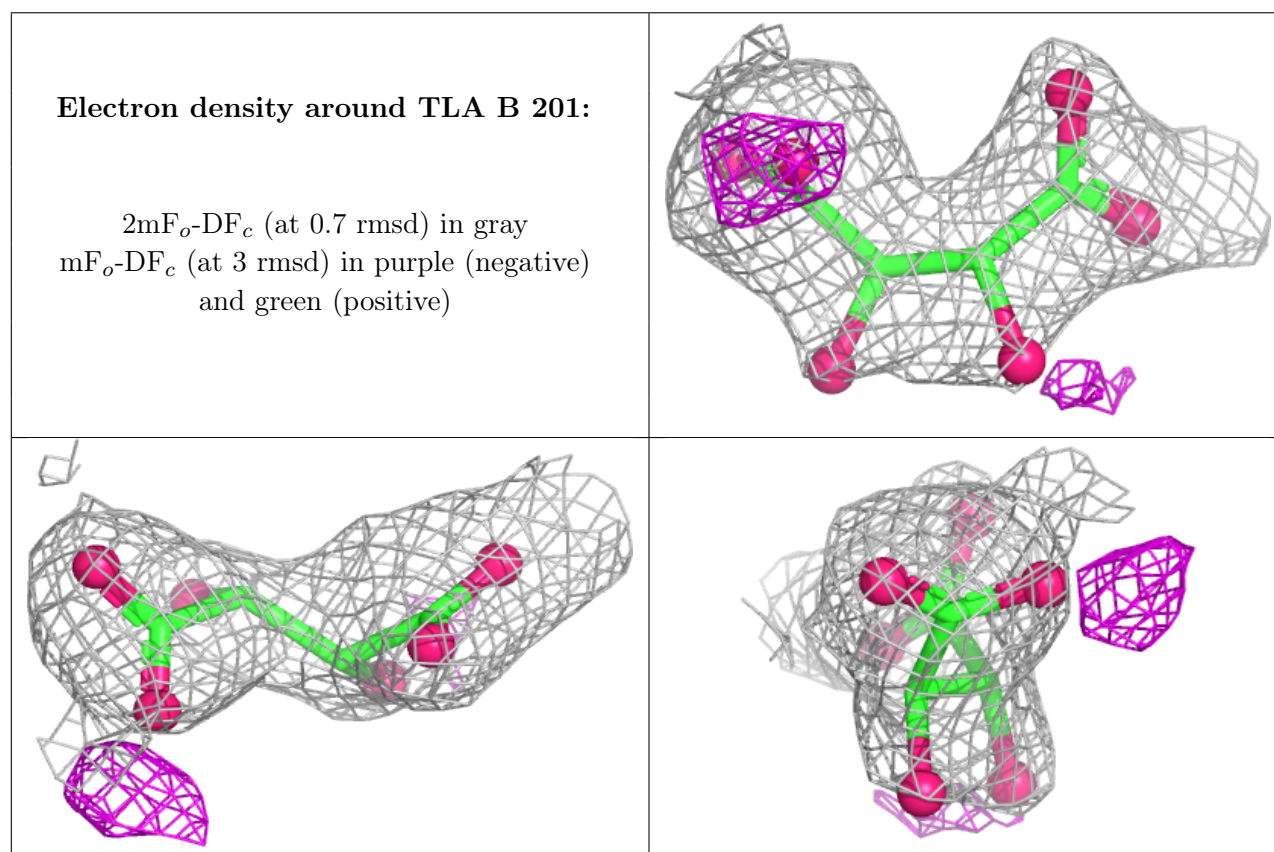 Electron density around TLA B 201:
2mFo-DFc (at 0.7 rmsd) in gray
mFo-DFc (at 3 rmsd) in purple (negative)
and green (positive)